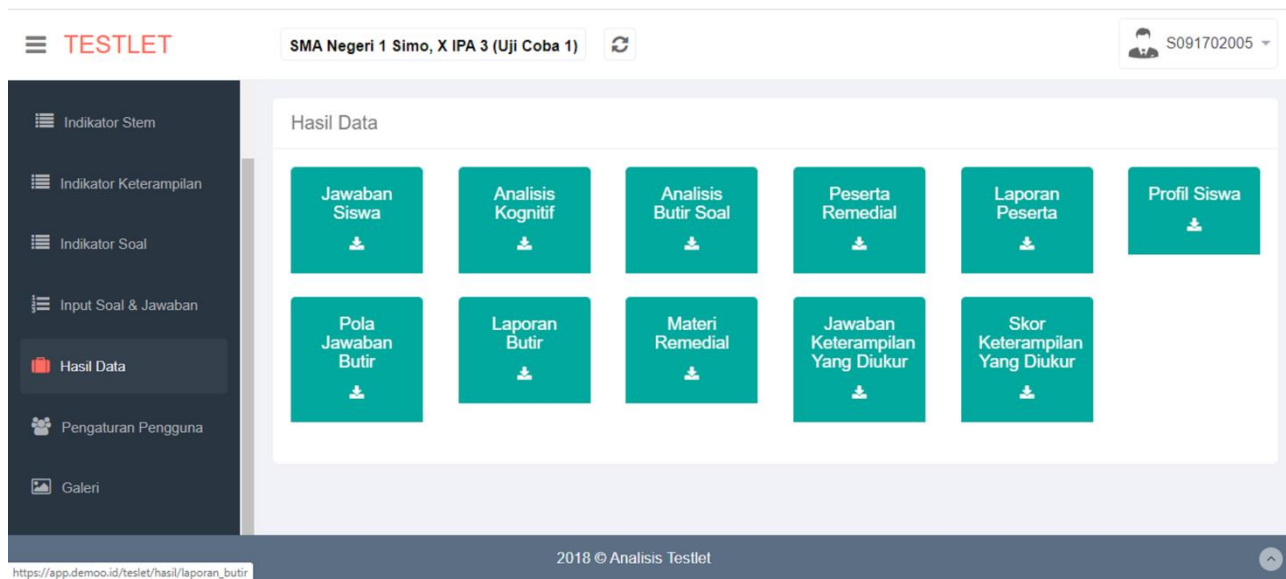 TESTLET
SMA Negeri 1 Simo, X IPA 3 (Uji Coba 1)
S091702005
Indikator Stem
Indikator Keterampilan
Indikator Soal
Input Soal & Jawaban
Hasil Data
Pengaturan Pengguna
Galeri
Hasil Data
Jawaban
Siswa
Analisis
Kognitif
Analisis
Butir Soal
Peserta
Remedial
Laporan
Peserta
Profil Siswa
Pola
Jawaban
Butir
Laporan
Butir
Materi
Remedial
Jawaban
Keterampilan
Yang Diukur
Skor
Keterampilan
Yang Diukur
2018 © Analisis Testlet
https://app.demoo.id/teslet/hasil/laporan_butir